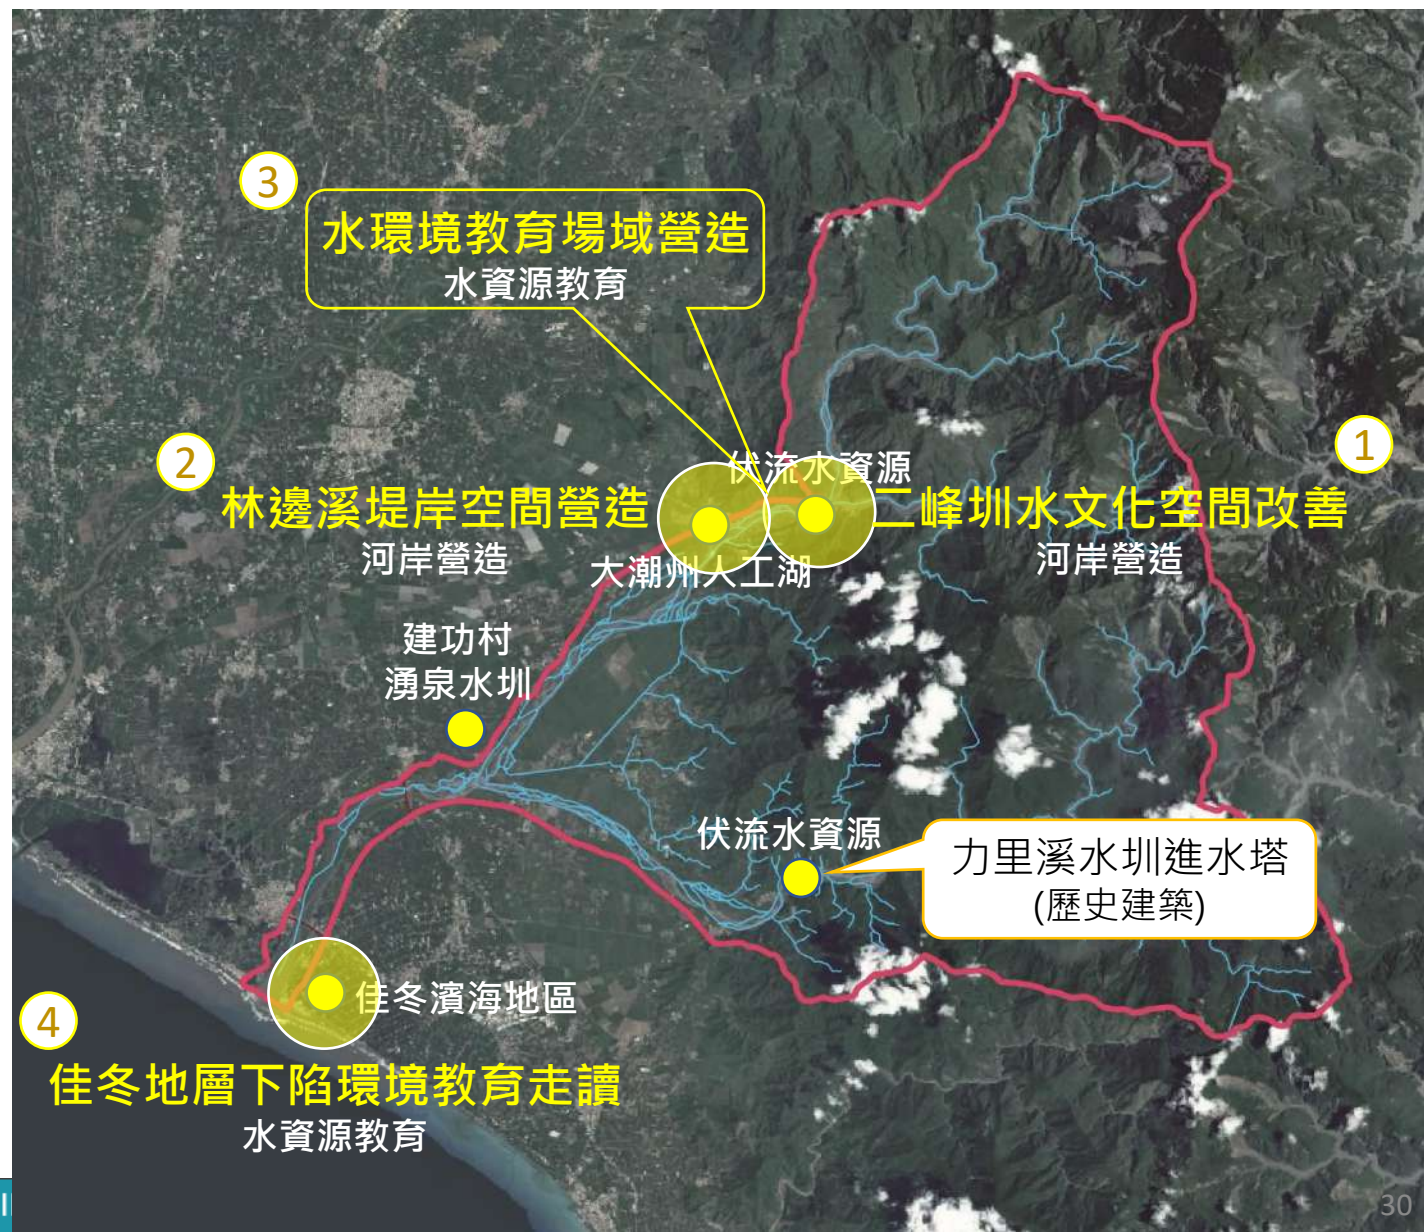 ③
水環境教育場域營造
水資源教育
①
二峰圳水文化空間改善
河岸營造
伏流水資源
②
林邊溪堤岸空間營造
河岸營造
大潮州人工湖
建功村
湧泉水圳
伏流水資源
力里溪水圳進水塔
(歷史建築)
佳冬濱海地區
④
佳冬地層下陷環境教育走讀
水資源教育
30